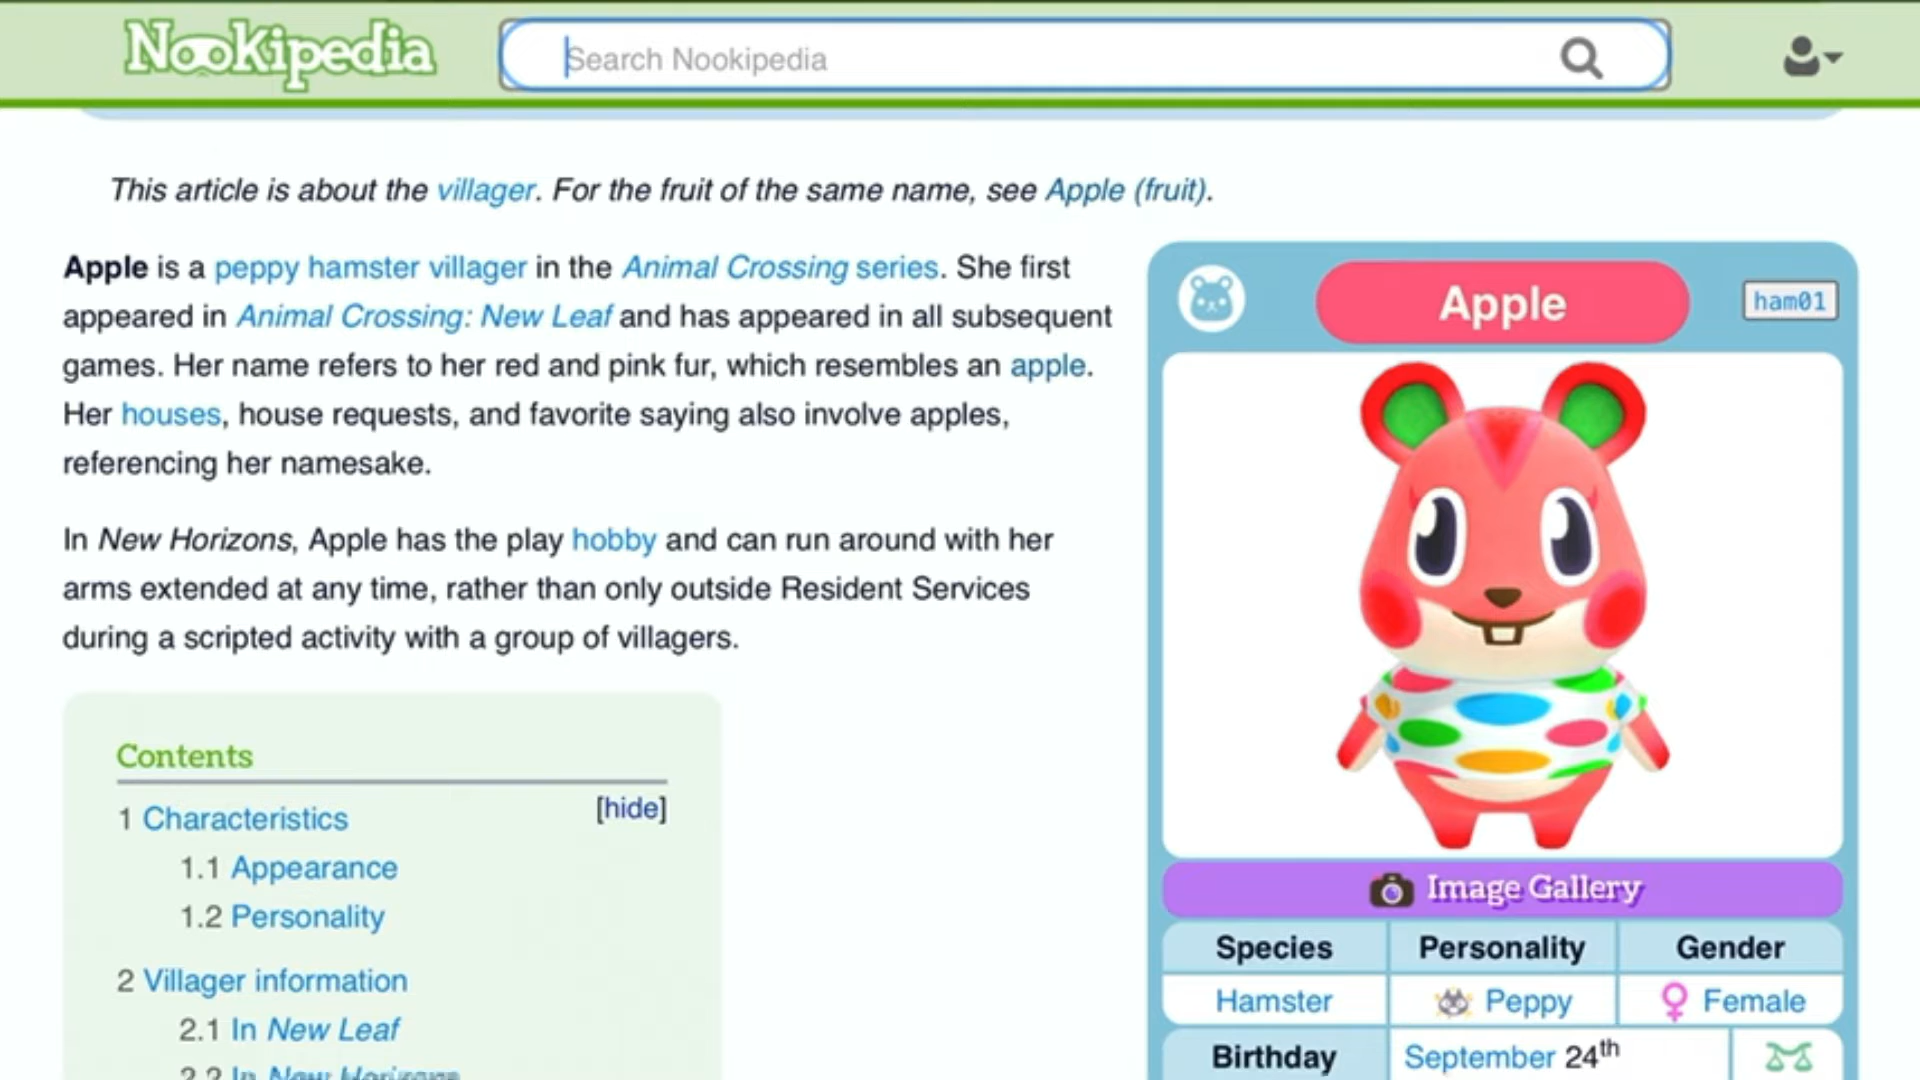 Nookipedia
Search Nookipedia
This article is about the villager. For the fruit of the same name, see Apple (fruit).
Apple is a peppy hamster villager in the Animal Crossing series. She first
appeared in Animal Crossing: New Leaf and has appeared in all subsequent
games. Her name refers to her red and pink fur, which resembles an apple.
Her houses, house requests, and favorite saying also involve apples,
referencing her namesake.
In New Horizons, Apple has the play hobby and can run around with her
arms extended at any time, rather than only outside Resident Services
during a scripted activity with a group of villagers.
Contents
[hide]
1 Characteristics
1.1 Appearance
1.2 Personality
2 Villager information
2.1 In New Leaf
2.2 In New Horizons
Apple
ham01
Image Gallery
Species Personality Gender
Hamster Peppy Female
Birthday September 24th